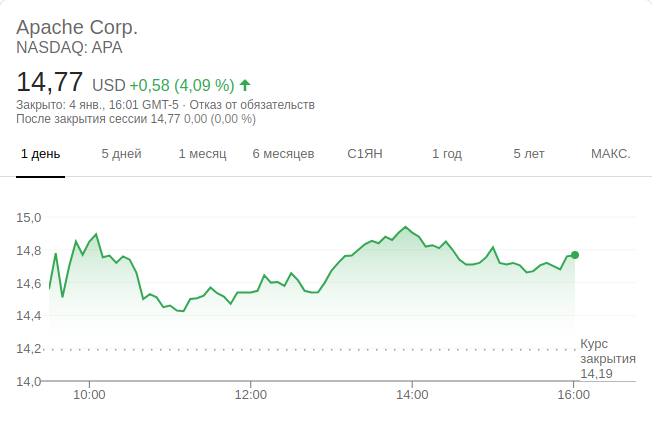 Apache Corp.
NASDAQ: APA
14,77 USD +0,58 (4,09 %)
Закрыто: 4 янв., 16:01 GMT-5 · Отказ от обязательств
После закрытия сессии 14,77 0,00 (0,00 %)
1 день 5 дней 1 месяц 6 месяцев С1ЯН 1 год 5 лет МАКС.
15,0
14,8
14,6
14,4
14,2
14,0
Курс
закрытия
14,19
10:00 12:00 14:00 16:00